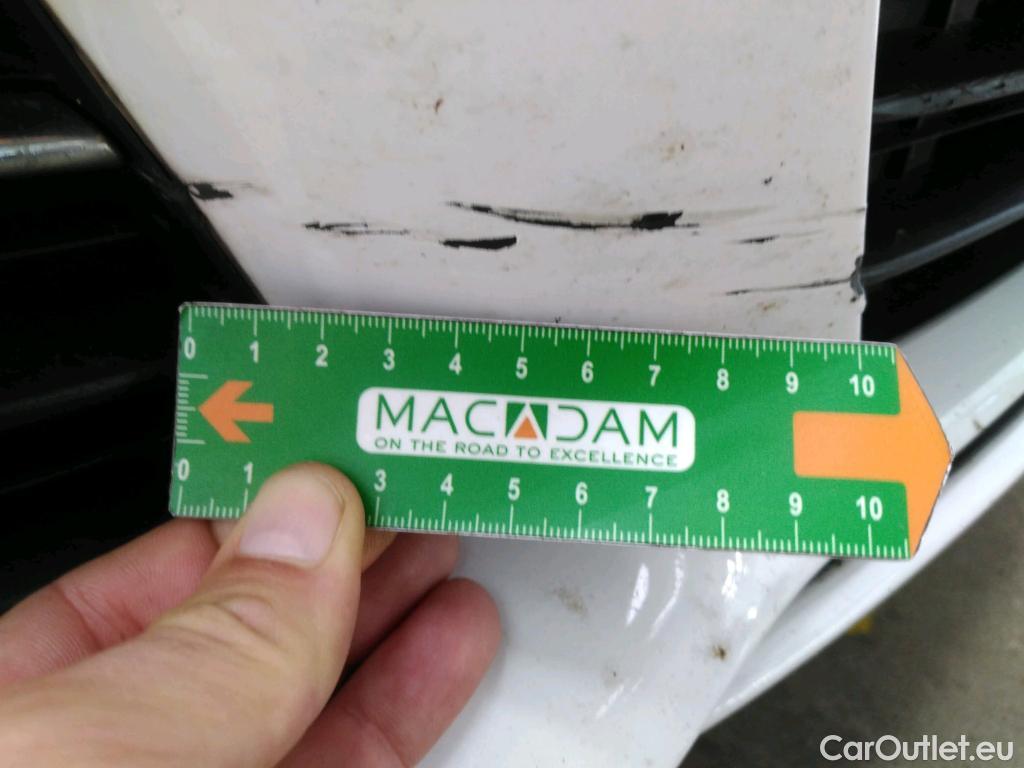 0 1 2 3 4 5 6 7 8 9 10
MACADAM
ON THE ROAD TO EXCELLENCE
0 1 3 4 5 6 7 8 9 10
CarOutlet.eu